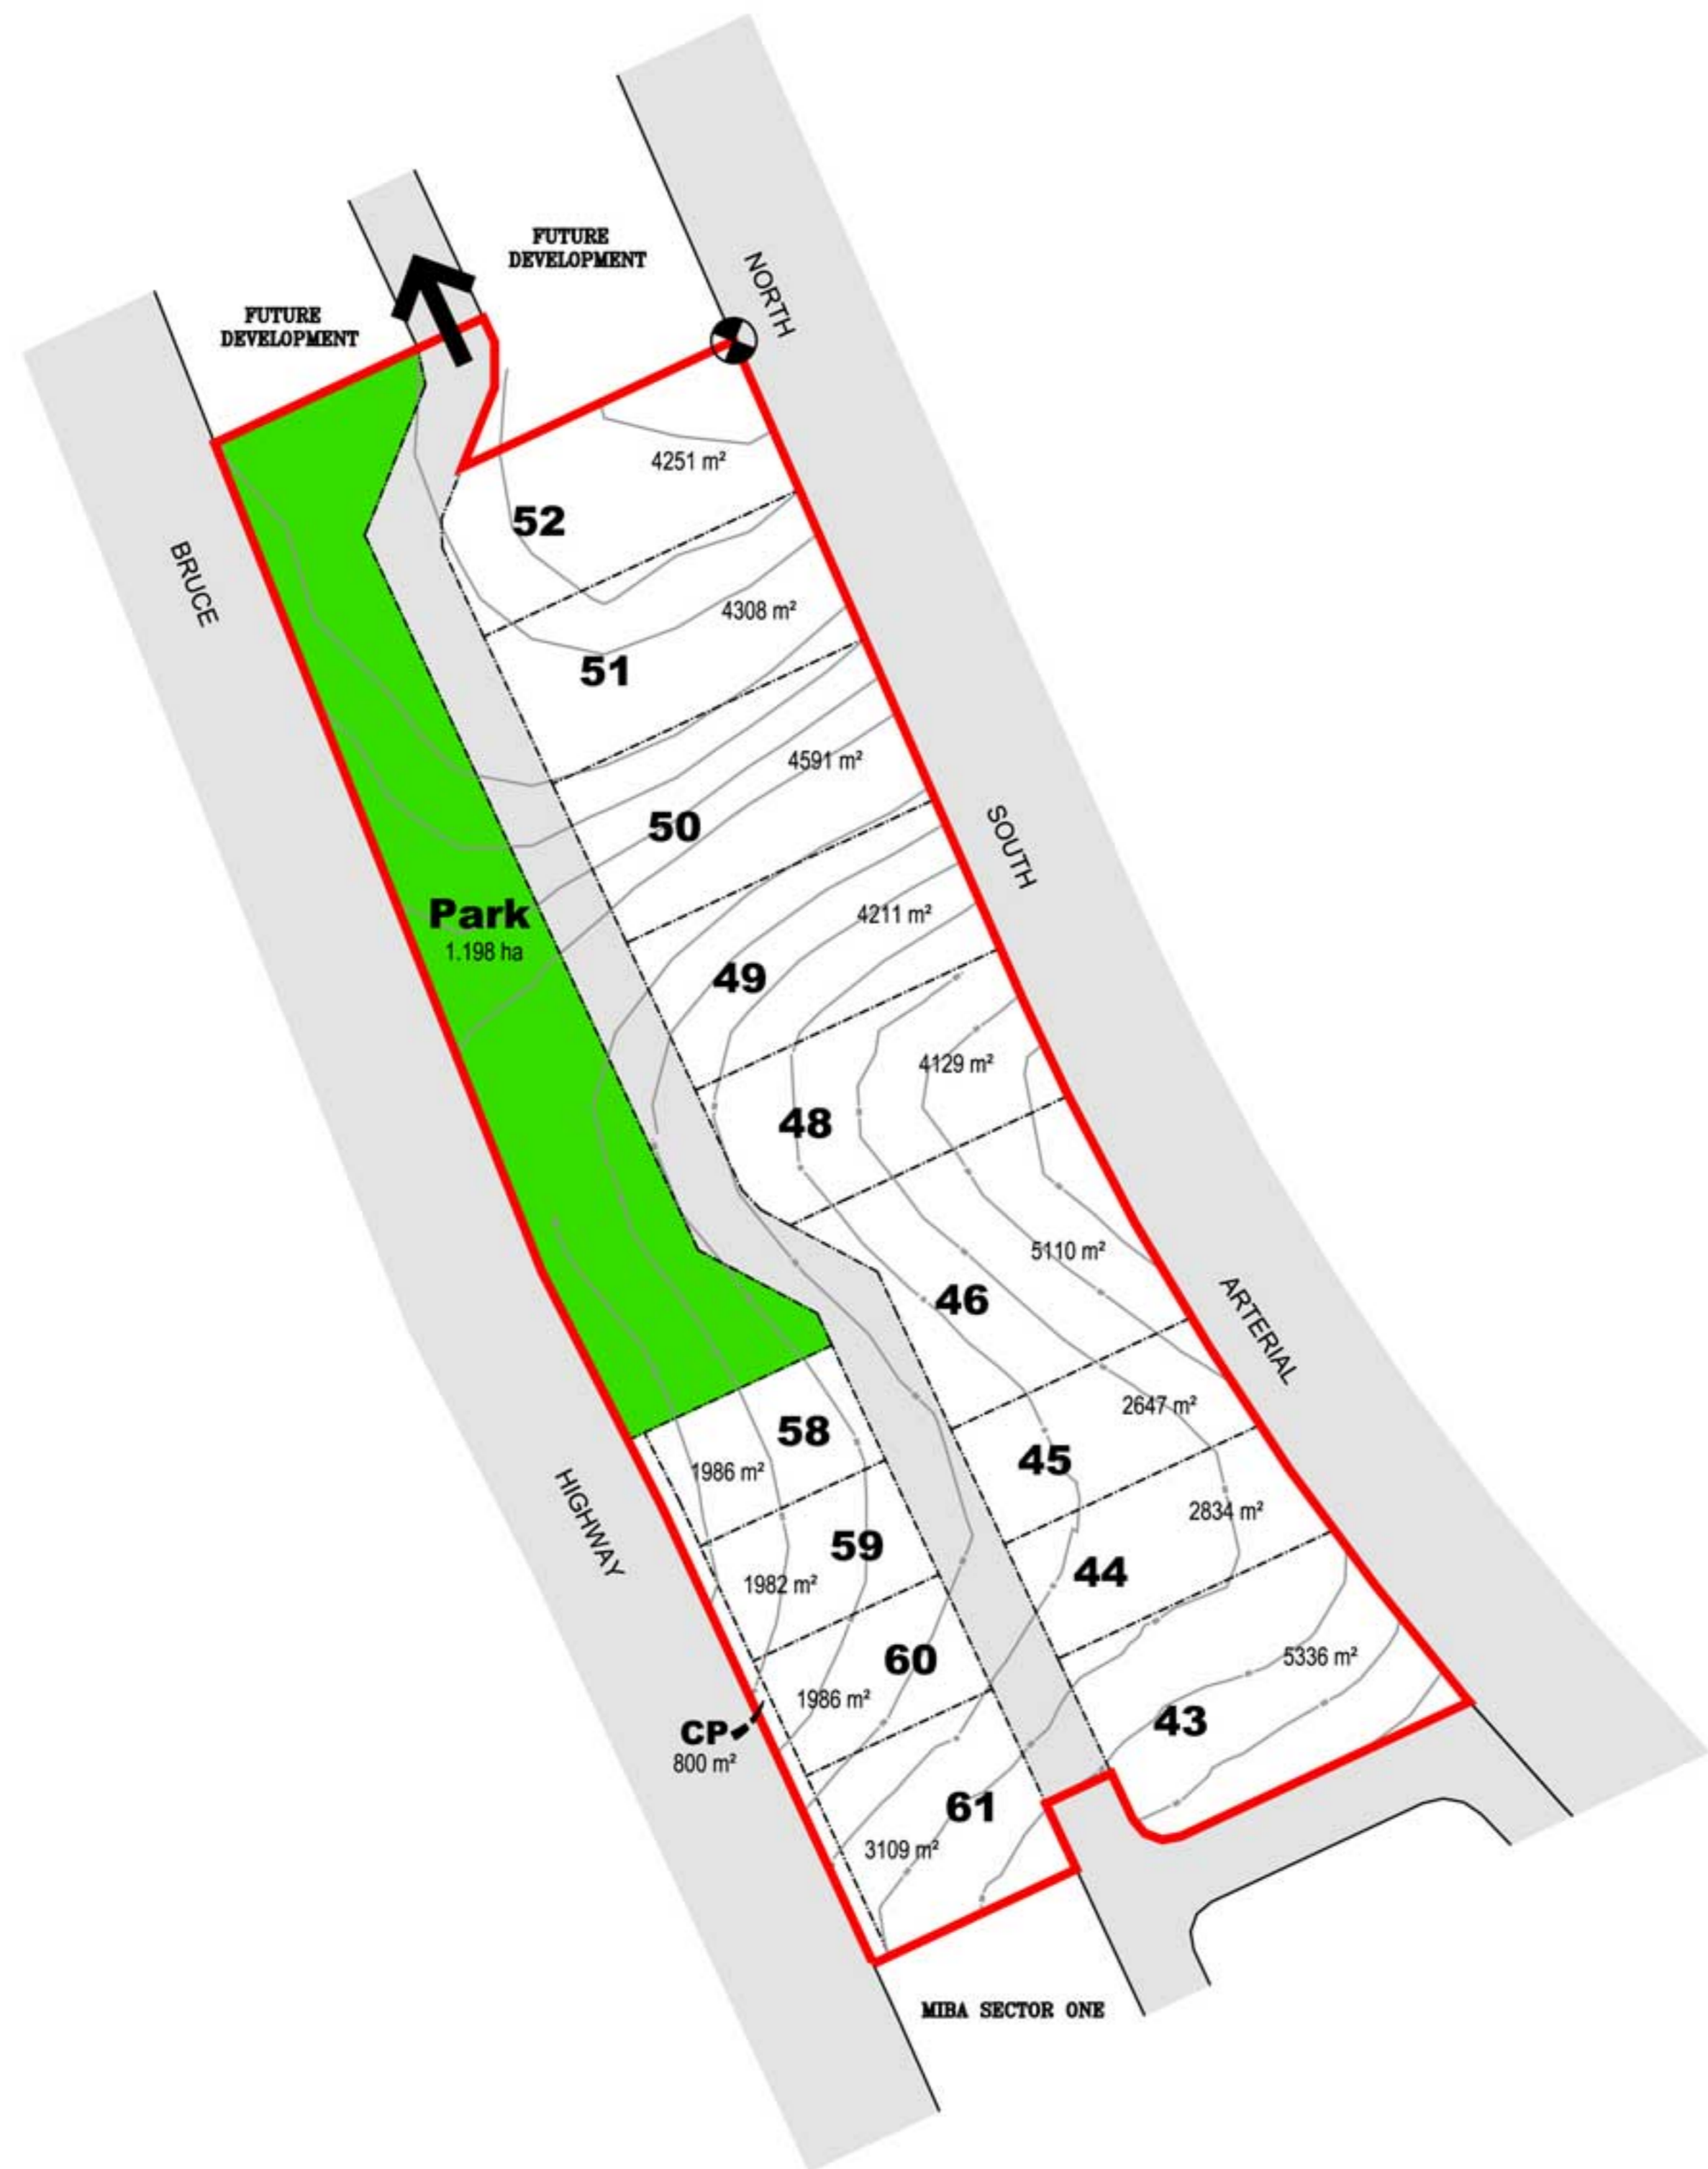 NORTH
FUTURE
DEVELOPMENT
FUTURE
DEVELOPMENT
4251 m²
52
BRUCE
4308 m²
51
4591 m²
50
SOUTH
Park
1.198 ha
4211 m²
49
4129 m²
48
5110 m²
46
ARTERIAL
2647 m²
45
58
1986 m²
HIGHWAY
2834 m²
44
59
1982 m²
5336 m²
43
60
1986 m²
CP
800 m²
61
3109 m²
MIBA SECTOR ONE